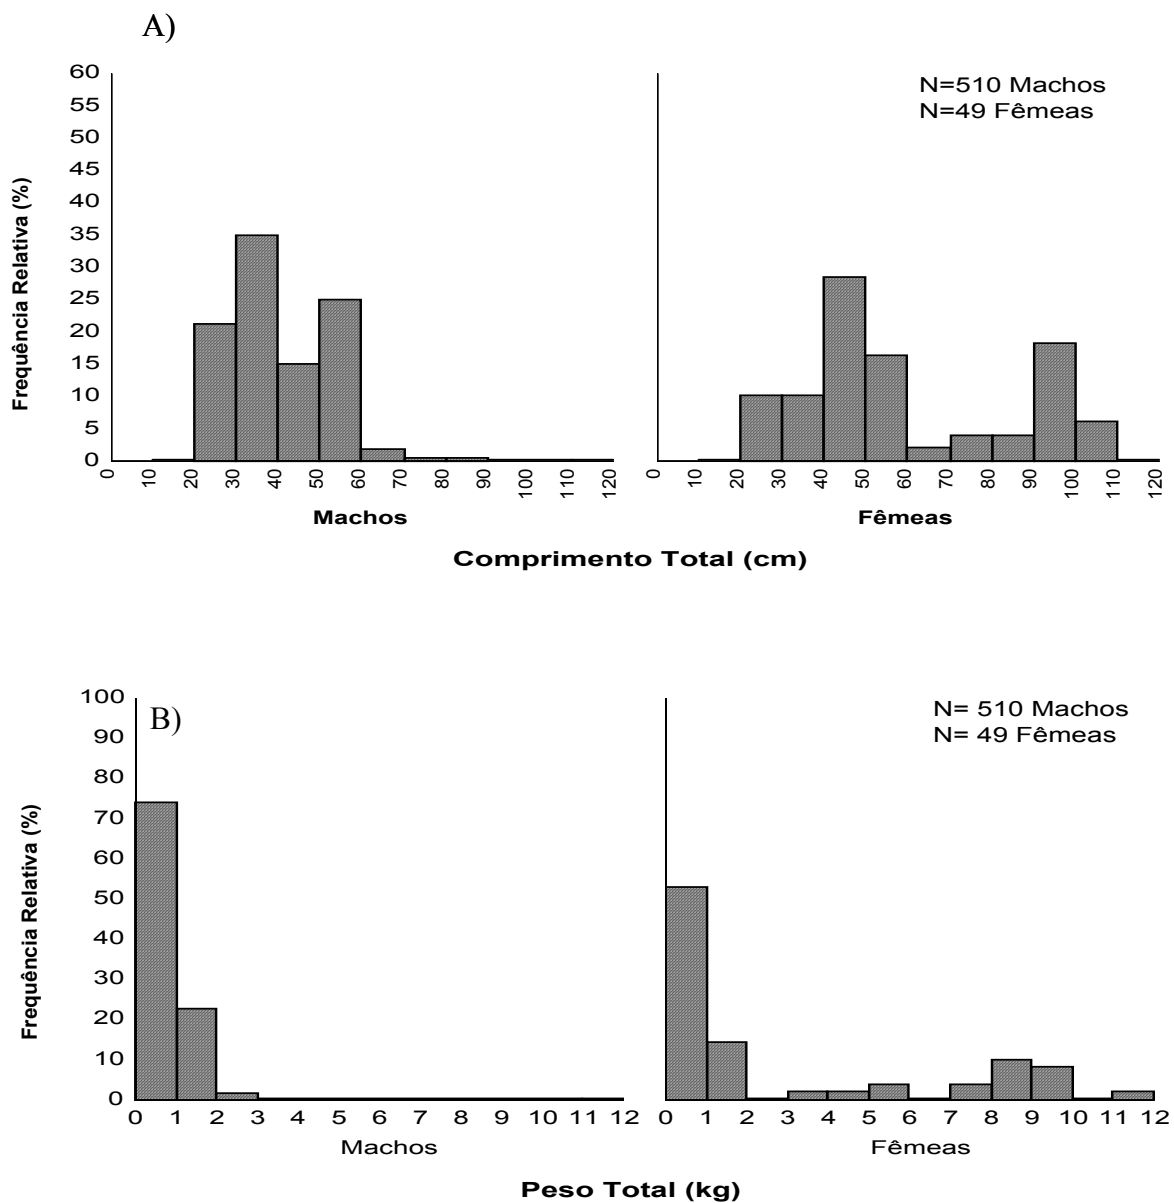 A)
60
55
50
45
40
35
30
25
20
15
10
5
0
Frequência Relativa (%)
N=510 Machos
N=49 Fêmeas
0 10 20 30 40 50 60 70 80 90 100 110 120
0 10 20 30 40 50 60 70 80 90 100 110 120
Machos
Fêmeas
Comprimento Total (cm)
B)
100
90
80
70
60
50
40
30
20
10
0
Frequência Relativa (%)
N= 510 Machos
N= 49 Fêmeas
0 1 2 3 4 5 6 7 8 9 10 11 12
0 1 2 3 4 5 6 7 8 9 10 11 12
Machos
Fêmeas
Peso Total (kg)